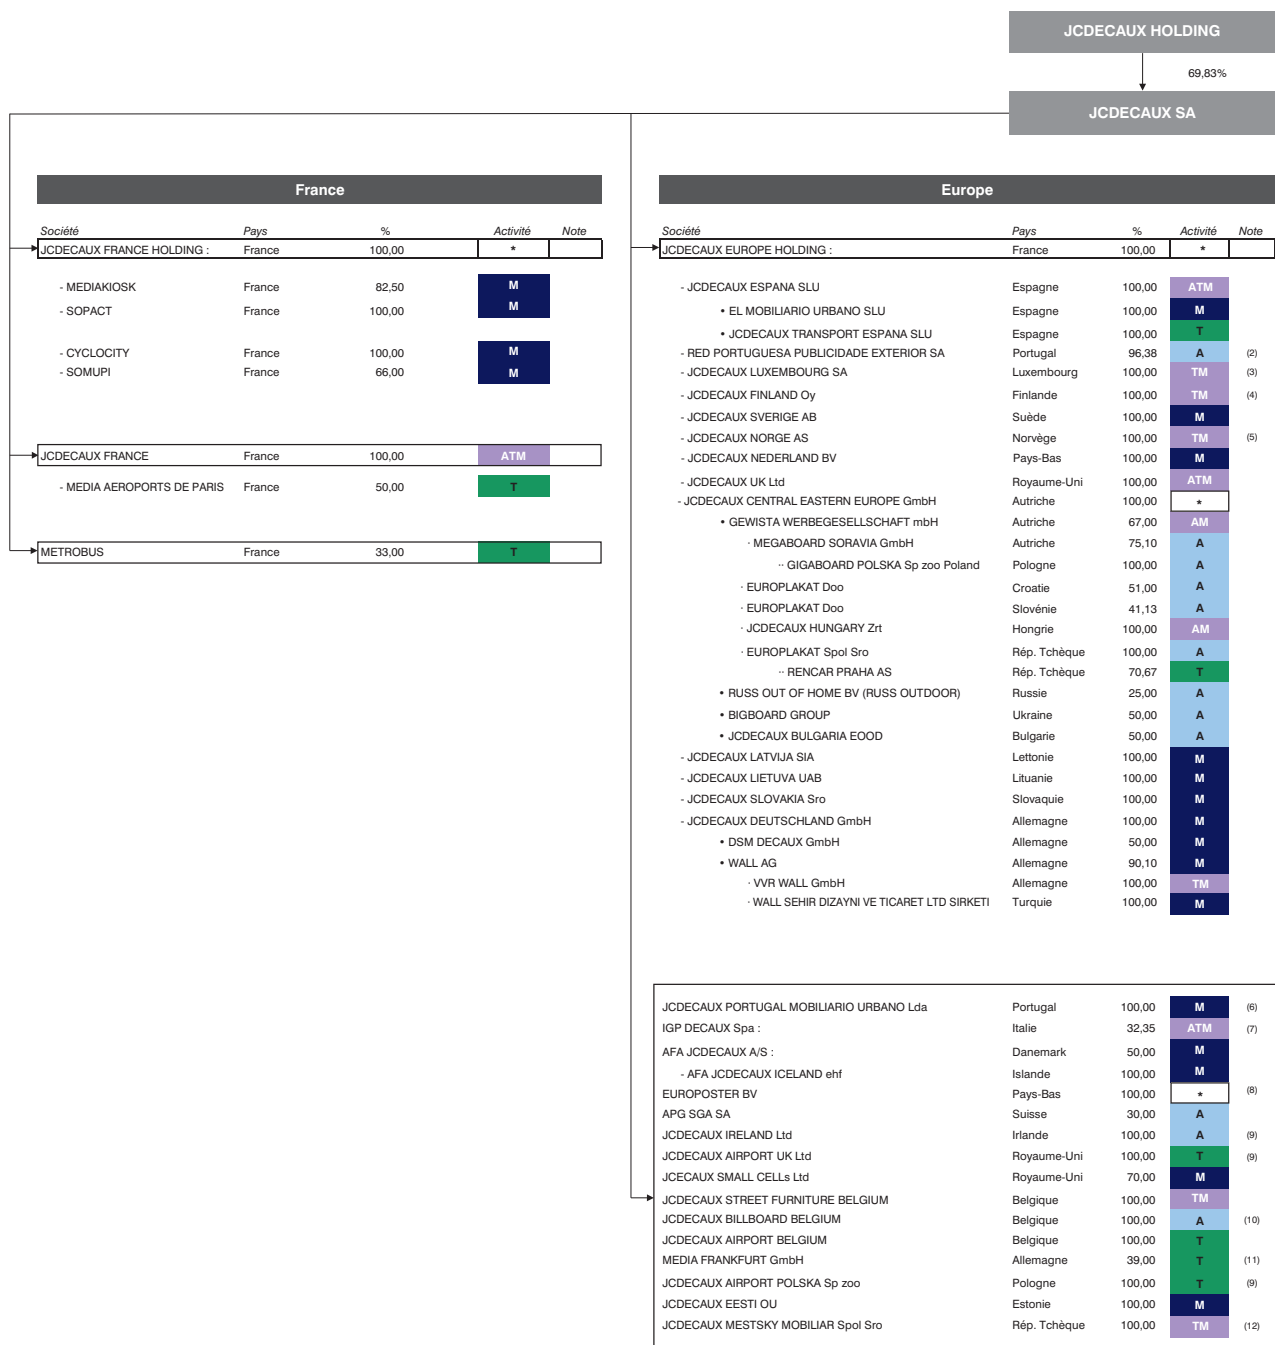 JCDECAUX HOLDING
69,83%
JCDECAUX SA
France
Société Pays % Activité Note
JCDECAUX FRANCE HOLDING : France 100,00 *
- MEDIAKIOSK France 82,50 M
- SOPACT France 100,00 M
- CYCLOCITY France 100,00 M
- SOMUPI France 66,00 M
JCDECAUX FRANCE France 100,00 ATM
- MEDIA AEROPORTS DE PARIS France 50,00 T
METROBUS France 33,00 T
Europe
Société Pays % Activité Note
JCDECAUX EUROPE HOLDING : France 100,00 *
- JCDECAUX ESPANA SLU Espagne 100,00 ATM
• EL MOBILIARIO URBANO SLU Espagne 100,00 M
• JCDECAUX TRANSPORT ESPANA SLU Espagne 100,00 T
- RED PORTUGUESA PUBLICIDADE EXTERIOR SA Portugal 96,38 A (2)
- JCDECAUX LUXEMBOURG SA Luxembourg 100,00 TM (3)
- JCDECAUX FINLAND Oy Finlande 100,00 TM (4)
- JCDECAUX SVERIGE AB Suède 100,00 M
- JCDECAUX NORGE AS Norvège 100,00 TM (5)
- JCDECAUX NEDERLAND BV Pays-Bas 100,00 M
- JCDECAUX UK Ltd Royaume-Uni 100,00 ATM
- JCDECAUX CENTRAL EASTERN EUROPE GmbH Autriche 100,00 *
• GEWISTA WERBEGESELLSCHAFT mbH Autriche 67,00 AM
· MEGABOARD SORAVIA GmbH Autriche 75,10 A
·· GIGABOARD POLSKA Sp zoo Poland Pologne 100,00 A
· EUROPLAKAT Doo Croatie 51,00 A
· EUROPLAKAT Doo Slovénie 41,13 A
· JCDECAUX HUNGARY Zrt Hongrie 100,00 AM
· EUROPLAKAT Spol Sro Rép. Tchèque 100,00 A
·· RENCAR PRAHA AS Rép. Tchèque 70,67 T
• RUSS OUT OF HOME BV (RUSS OUTDOOR) Russie 25,00 A
• BIGBOARD GROUP Ukraine 50,00 A
• JCDECAUX BULGARIA EOOD Bulgarie 50,00 A
- JCDECAUX LATVIJA SIA Lettonie 100,00 M
- JCDECAUX LIETUVA UAB Lituanie 100,00 M
- JCDECAUX SLOVAKIA Sro Slovaquie 100,00 M
- JCDECAUX DEUTSCHLAND GmbH Allemagne 100,00 M
• DSM DECAUX GmbH Allemagne 50,00 M
• WALL AG Allemagne 90,10 M
· VVR WALL GmbH Allemagne 100,00 TM
· WALL SEHIR DIZAYNI VE TICARET LTD SIRKETI Turquie 100,00 M
JCDECAUX PORTUGAL MOBILIARIO URBANO Lda Portugal 100,00 M (6)
IGP DECAUX Spa : Italie 32,35 ATM (7)
AFA JCDECAUX A/S : Danemark 50,00 M
- AFA JCDECAUX ICELAND ehf Islande 100,00 M
EUROPOSTER BV Pays-Bas 100,00 * (8)
APG SGA SA Suisse 30,00 A
JCDECAUX IRELAND Ltd Irlande 100,00 A (9)
JCDECAUX AIRPORT UK Ltd Royaume-Uni 100,00 T (9)
JCECAUX SMALL CELLs Ltd Royaume-Uni 70,00 M
JCDECAUX STREET FURNITURE BELGIUM Belgique 100,00 TM
JCDECAUX BILLBOARD BELGIUM Belgique 100,00 A (10)
JCDECAUX AIRPORT BELGIUM Belgique 100,00 T
MEDIA FRANKFURT GmbH Allemagne 39,00 T (11)
JCDECAUX AIRPORT POLSKA Sp zoo Pologne 100,00 T (9)
JCDECAUX EESTI OU Estonie 100,00 M
JCDECAUX MESTSKY MOBILIAR Spol Sro Rép. Tchèque 100,00 TM (12)